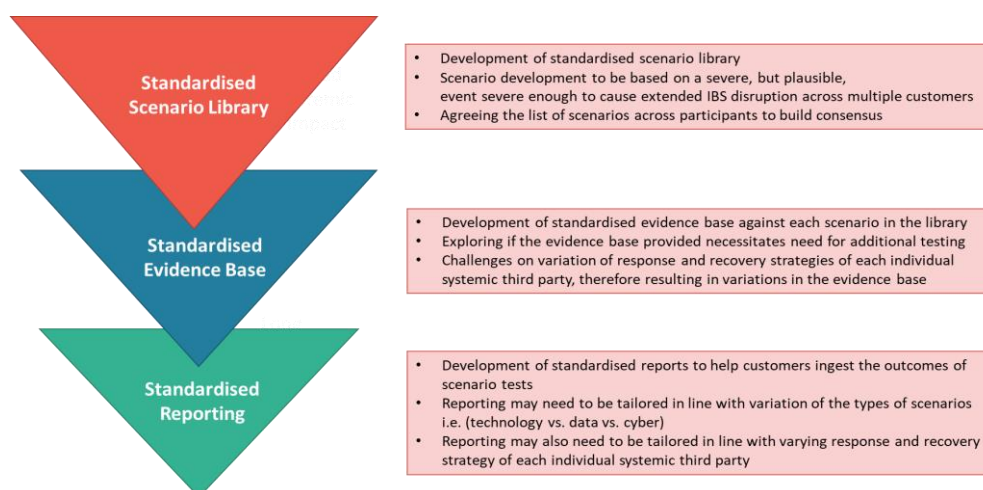 Standardised
Scenario Library
• Development of standardised scenario library
• Scenario development to be based on a severe, but plausible,
event severe enough to cause extended IBS disruption across multiple customers
• Agreeing the list of scenarios across participants to build consensus
Standardised
Evidence Base
• Development of standardised evidence base against each scenario in the library
• Exploring if the evidence base provided necessitates need for additional testing
• Challenges on variation of response and recovery strategies of each individual
systemic third party, therefore resulting in variations in the evidence base
Standardised
Reporting
• Development of standardised reports to help customers ingest the outcomes of
scenario tests
• Reporting may need to be tailored in line with variation of the types of scenarios
i.e. (technology vs. data vs. cyber)
• Reporting may also need to be tailored in line with varying response and recovery
strategy of each individual systemic third party